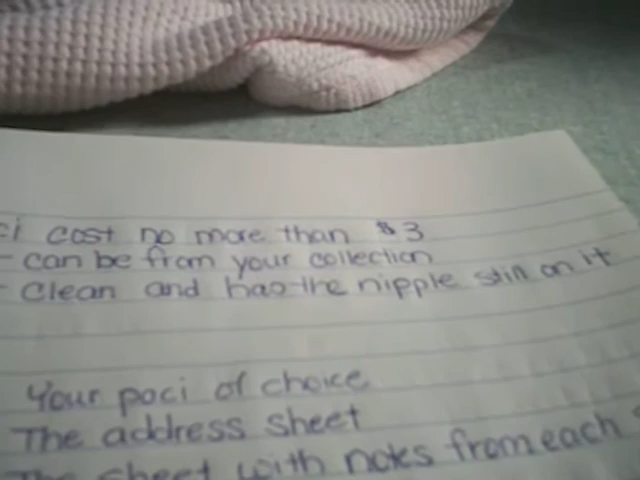 ci cost no more than $3
- can be from your collection
- clean and has the nipple still on it
Your paci of choice
The address sheet
The sheet with notes from each